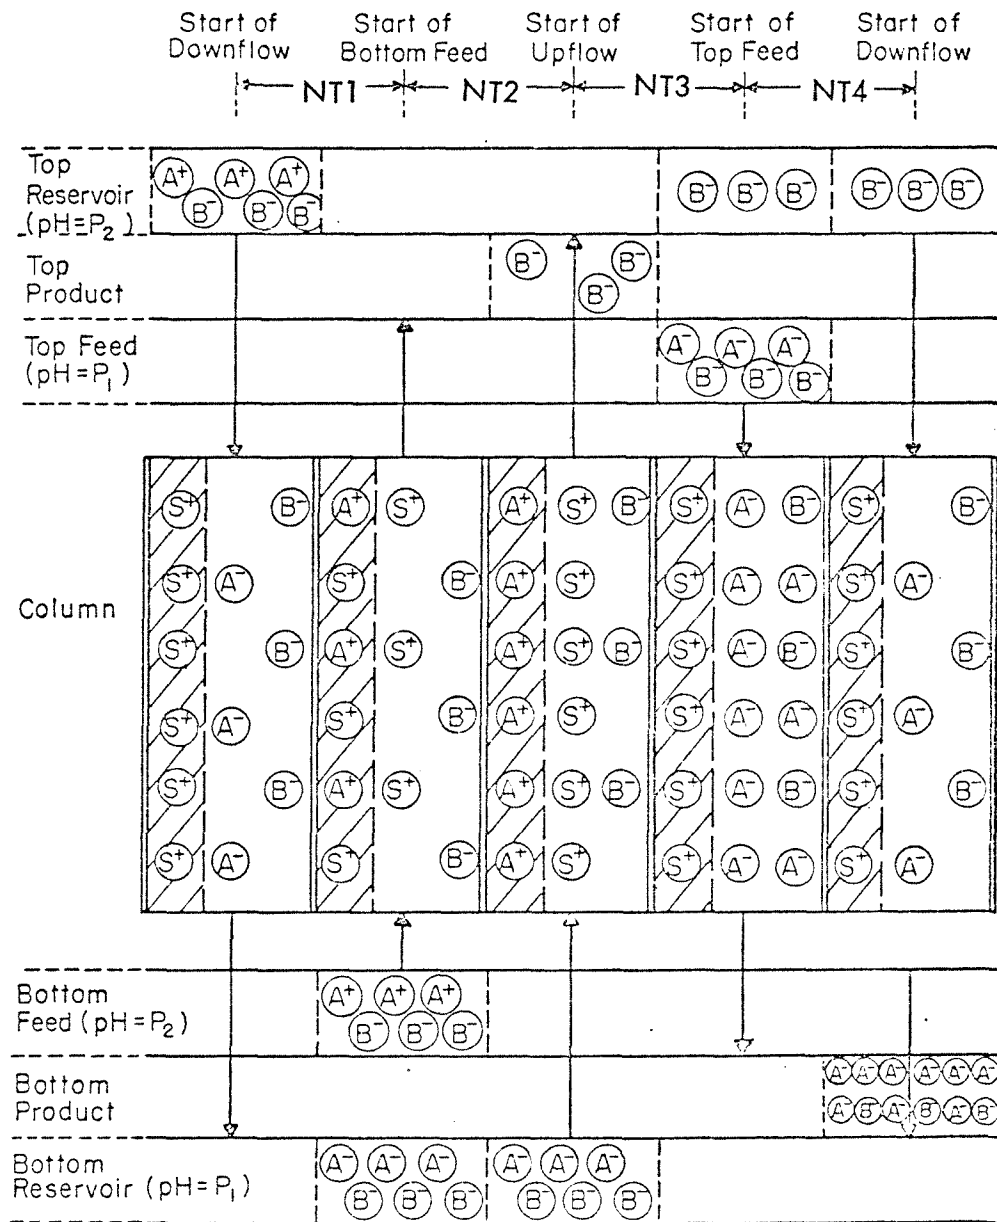 Start of Start of Start of Start of Start of
Downflow Bottom Feed Upflow Top Feed Downflow
NT1 NT2 NT3 NT4
Top
Reservoir
(pH=P₂)
A⁺ A⁺ A⁺
B⁻ B⁻ B⁻
B⁻ B⁻ B⁻ B⁻ B⁻ B⁻
Top
Product
B⁻ B⁻
B⁻
Top Feed
(pH=P₁)
A⁻ A⁻ A⁻
B⁻ B⁻ B⁻
Column
S⁺ B⁻ A⁺ S⁺ A⁺ S⁺ B⁻ S⁺ A⁻ B⁻ S⁺ B⁻
S⁺ A⁻ S⁺ B⁻ A⁺ S⁺ S⁺ A⁻ A⁻ S⁺ A⁻
S⁺ B⁻ A⁺ S⁺ A⁺ S⁺ B⁻ S⁺ A⁻ B⁻ S⁺ B⁻
S⁺ A⁻ S⁺ B⁻ A⁺ S⁺ S⁺ A⁻ A⁻ S⁺ A⁻
S⁺ B⁻ A⁺ S⁺ A⁺ S⁺ B⁻ S⁺ A⁻ B⁻ S⁺ B⁻
S⁺ A⁻ S⁺ B⁻ A⁺ S⁺ S⁺ A⁻ A⁻ S⁺ A⁻
Bottom
Feed (pH=P₂)
A⁺ A⁺ A⁺
B⁻ B⁻ B⁻
Bottom
Product
A⁻ A⁻ A⁻ A⁻ A⁻ A⁻
A⁻ B⁻ A⁻ B⁻ A⁻ B⁻
Bottom
Reservoir (pH=P₁)
A⁻ A⁻ A⁻ A⁻ A⁻ A⁻
B⁻ B⁻ B⁻ B⁻ B⁻ B⁻